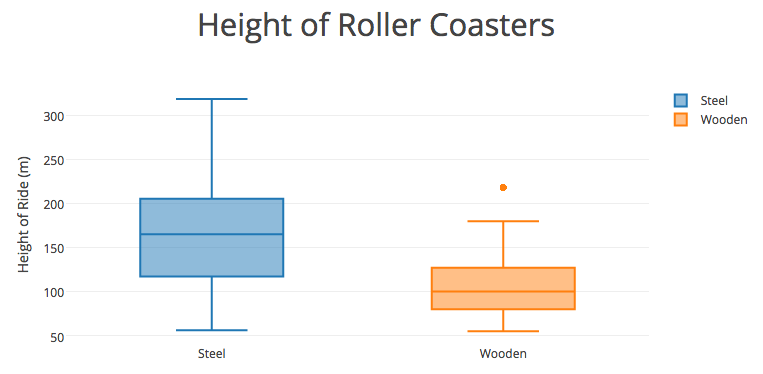 Height of Roller Coasters
Steel
Wooden
Height of Ride (m)
300
250
200
150
100
50
Steel
Wooden